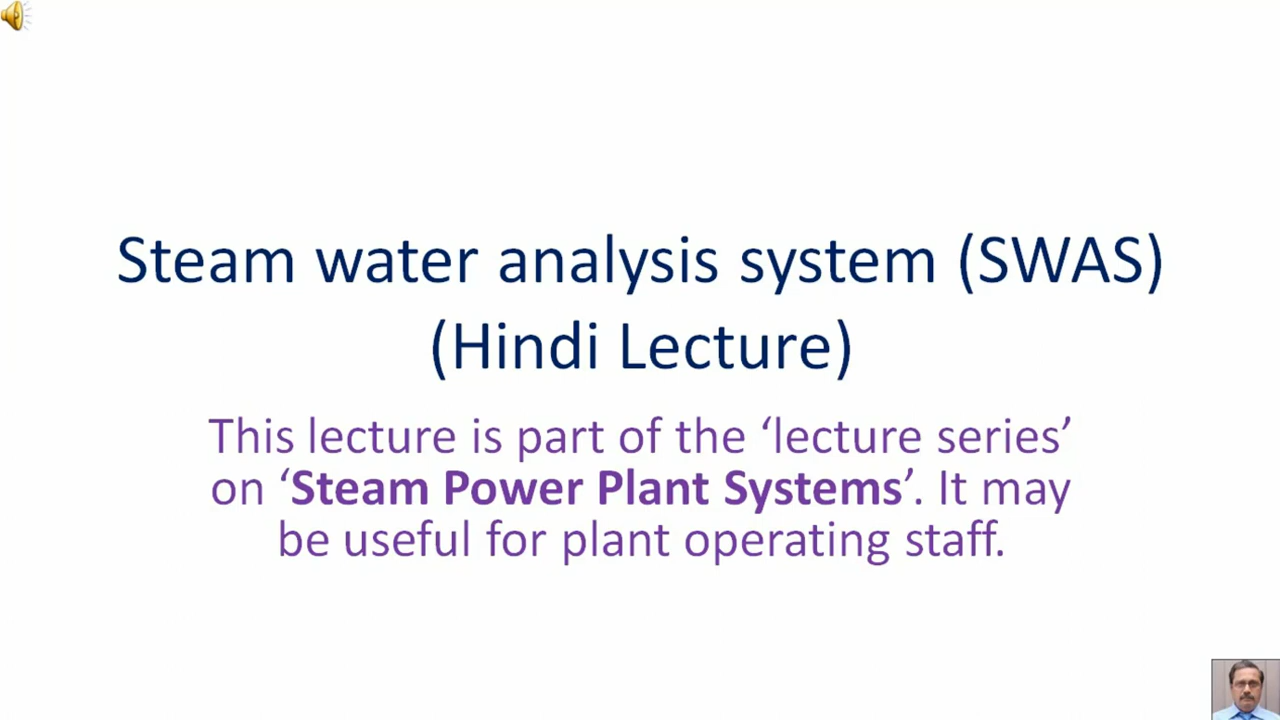 Steam water analysis system (SWAS)
(Hindi Lecture)
This lecture is part of the ‘lecture series’
on ‘Steam Power Plant Systems’. It may
be useful for plant operating staff.